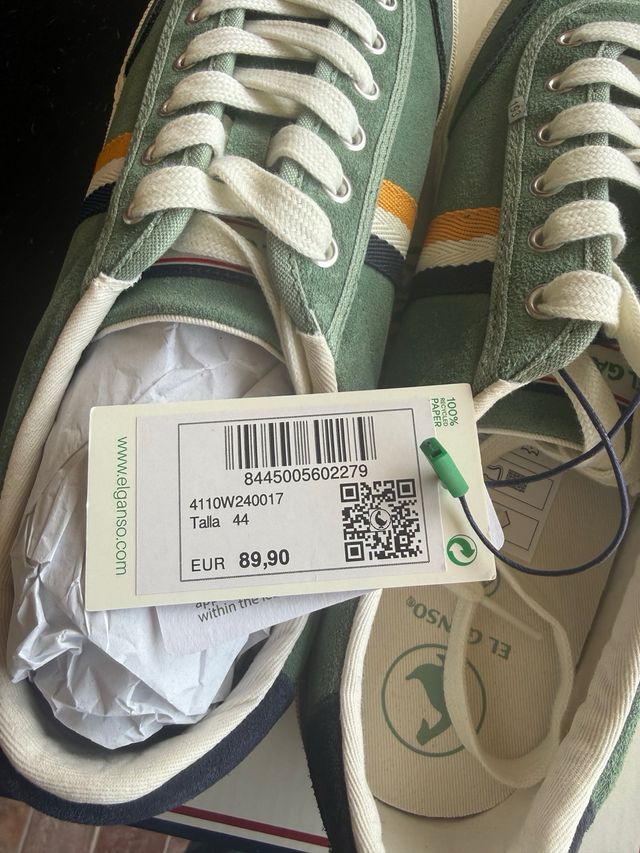 www.elganso.com
8445005602279
4110W240017
Talla 44
EUR 89,90
100%
RECYCLED
PAPER
within the
EL GANSO®